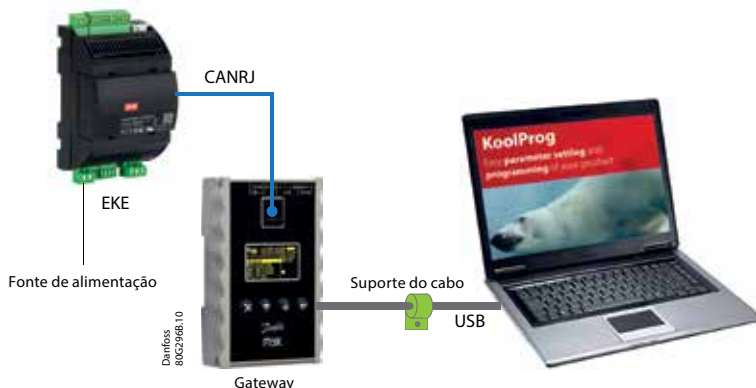 CANRJ
EKE
Fonte de alimentação
Danfoss
80G296B.10
Gateway
Suporte do cabo
USB
KoolProg
Easy parameter setting and
programming of your product